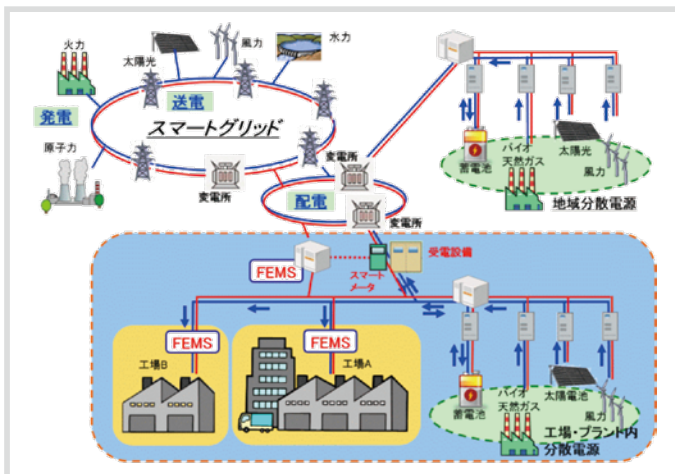 火力
太陽光
風力
水力
発電
送電
スマートグリッド
原子力
変電所
変電所
配電
変電所
蓄電池
バイオ
天然ガス
太陽光
風力
地域分散電源
FEMS
スマート
メータ
受電設備
FEMS
工場B
FEMS
工場A
蓄電池
バイオ
天然ガス
太陽電池
風力
工場・プラント内
分散電源